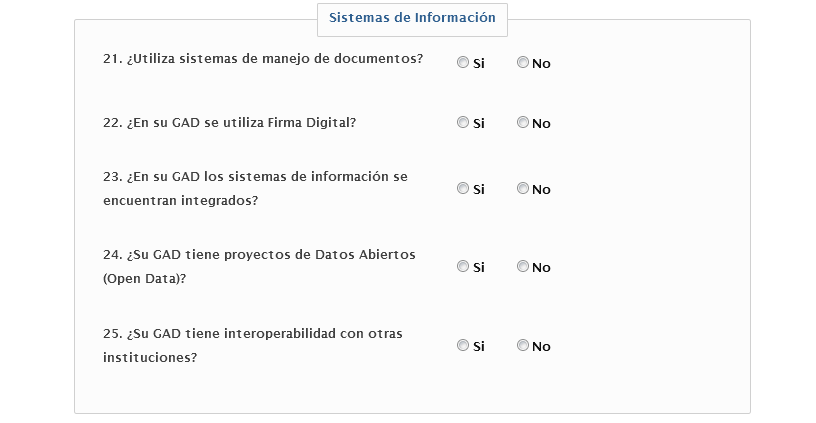 Sistemas de Información
21. ¿Utiliza sistemas de manejo de documentos? Si No
22. ¿En su GAD se utiliza Firma Digital? Si No
23. ¿En su GAD los sistemas de información se
encuentran integrados? Si No
24. ¿Su GAD tiene proyectos de Datos Abiertos
(Open Data)? Si No
25. ¿Su GAD tiene interoperabilidad con otras
instituciones? Si No